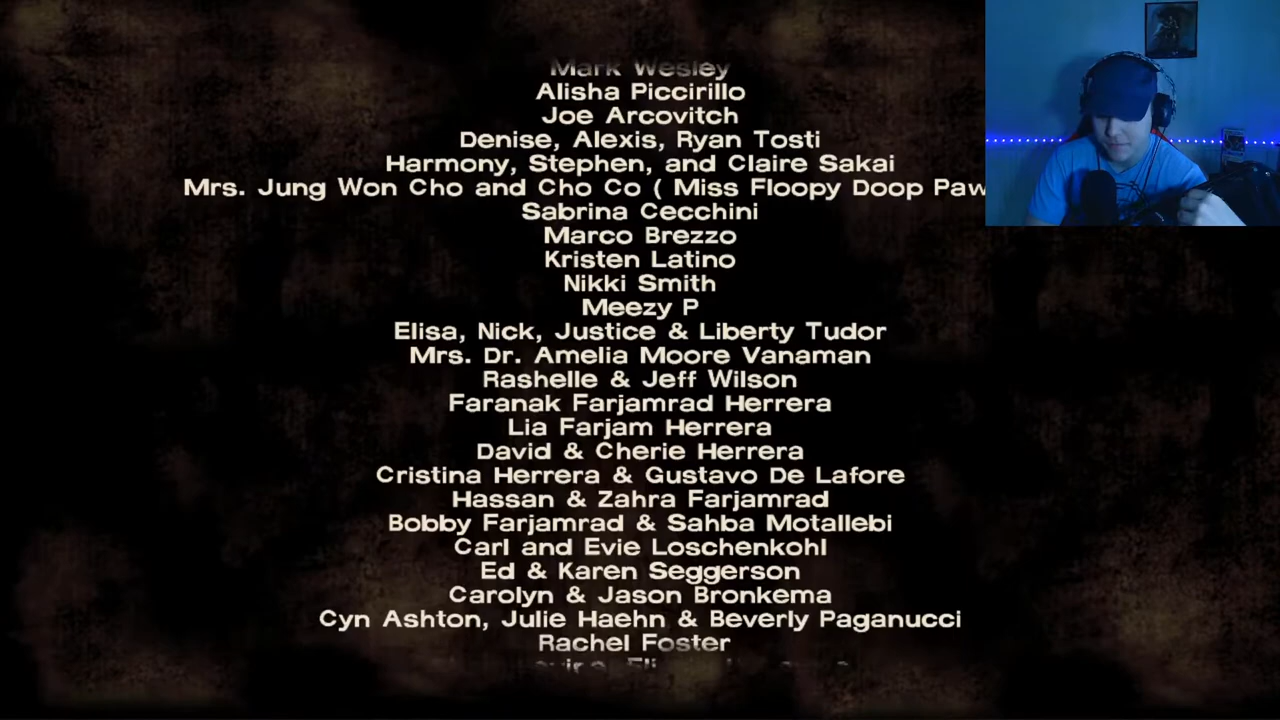 Mark Wesley
Alisha Piccirillo
Joe Arcovitch
Denise, Alexis, Ryan Tosti
Harmony, Stephen, and Claire Sakai
Mrs. Jung Won Cho and Cho Co ( Miss Floopy Doop Paw
Sabrina Cecchini
Marco Brezzo
Kristen Latino
Nikki Smith
Meezy P
Elisa, Nick, Justice & Liberty Tudor
Mrs. Dr. Amelia Moore Vanaman
Rashelle & Jeff Wilson
Faranak Farjamrad Herrera
Lia Farjam Herrera
David & Cherie Herrera
Cristina Herrera & Gustavo De Lafore
Hassan & Zahra Farjamrad
Bobby Farjamrad & Sahba Motallebi
Carl and Evie Loschenkohl
Ed & Karen Seggerson
Carolyn & Jason Bronkema
Cyn Ashton, Julie Haehn & Beverly Paganucci
Rachel Foster